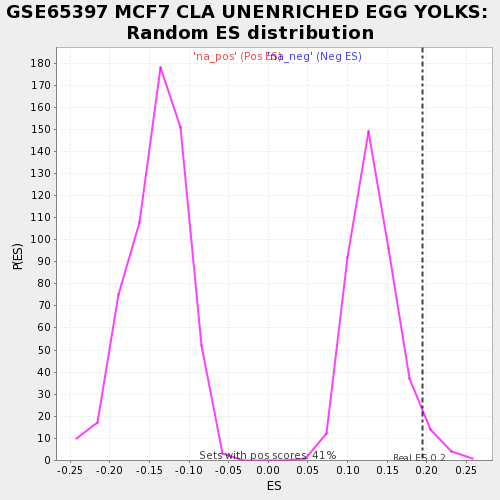 GSE65397 MCF7 CLA UNENRICHED EGG YOLKS:
Random ES distribution
'na_pos' (Pos ES) 'na_neg' (Neg ES)
180
170
160
150
140
130
120
110
100
90
80
70
60
50
40
30
20
10
0
P(ES)
Sets with pos scores: 41%
Real ES 0.2
-0.25 -0.20 -0.15 -0.10 -0.05 0.00 0.05 0.10 0.15 0.20 0.25
ES